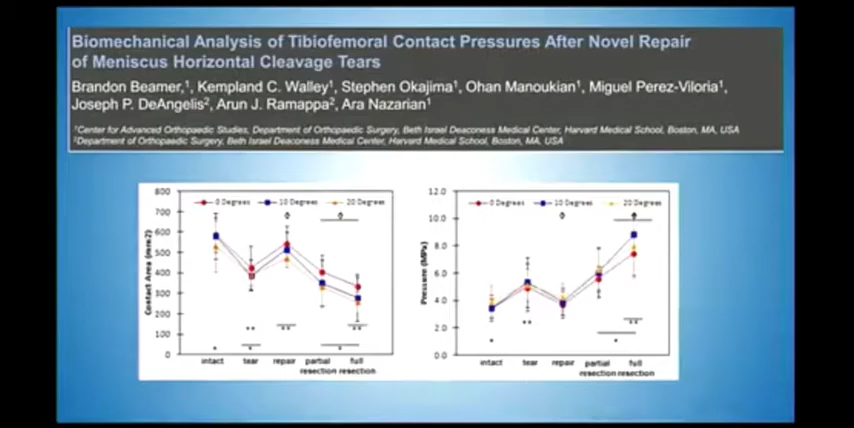 Biomechanical Analysis of Tibiofemoral Contact Pressures After Novel Repair
of Meniscus Horizontal Cleavage Tears
Brandon Beamer,¹, Kempland C. Walley¹, Stephen Okajima¹, Ohan Manoukian¹, Miguel Perez-Viloria¹,
Joseph P. DeAngelis², Arun J. Ramappa², Ara Nazarian¹
¹Center for Advanced Orthopaedic Studies, Department of Orthopaedic Surgery, Beth Israel Deaconess Medical Center, Harvard Medical School, Boston, MA, USA
²Department of Orthopaedic Surgery, Beth Israel Deaconess Medical Center, Harvard Medical School, Boston, MA, USA
Contact Area (mm2)
800
700
600
500
400
300
200
100
0
0 Degrees 10 Degrees 20 Degrees
intact tear repair partial resection full resection
Pressure (MPa)
12.0
10.0
8.0
6.0
4.0
2.0
0.0
0 Degrees 10 Degrees 20 Degrees
intact tear repair partial resection full resection